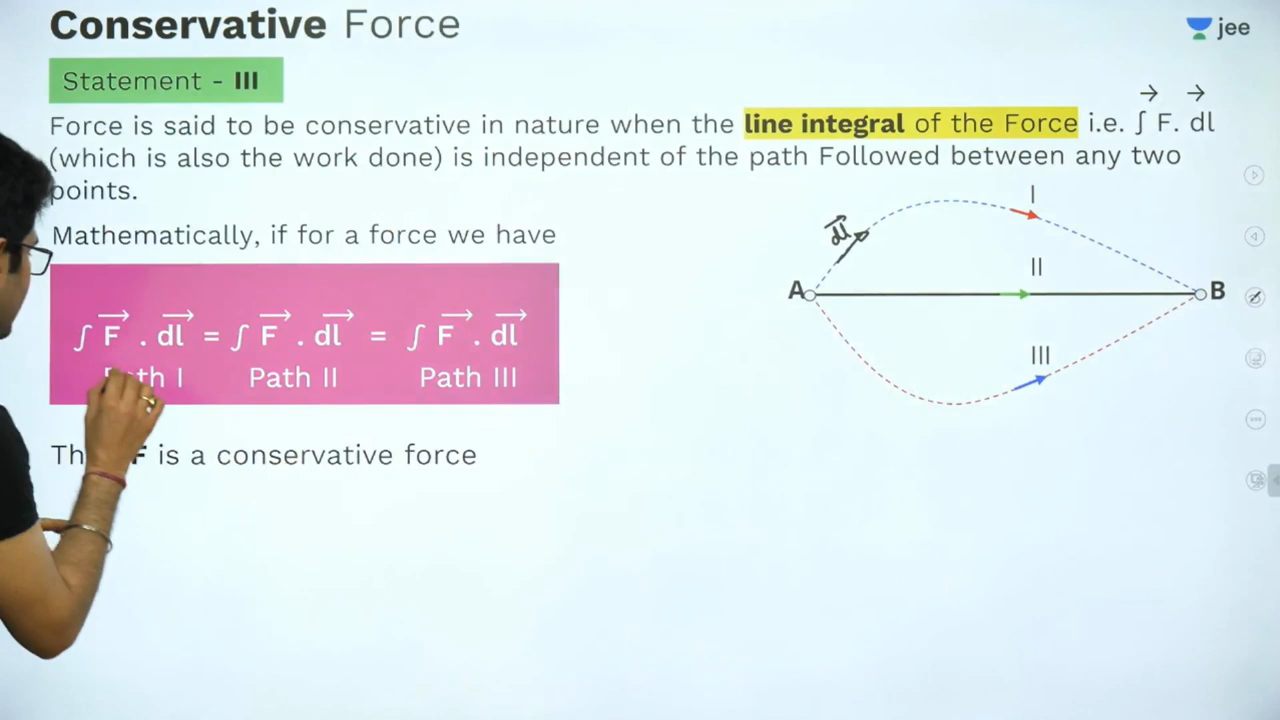 Conservative Force
jee
Statement - III
Force is said to be conservative in nature when the line integral of the Force i.e. ∫ F. dl
(which is also the work done) is independent of the path Followed between any two
points.
Mathematically, if for a force we have
∫ F . dl = ∫ F . dl = ∫ F . dl
Path I Path II Path III
F is a conservative force
I
dl
II
A
B
III